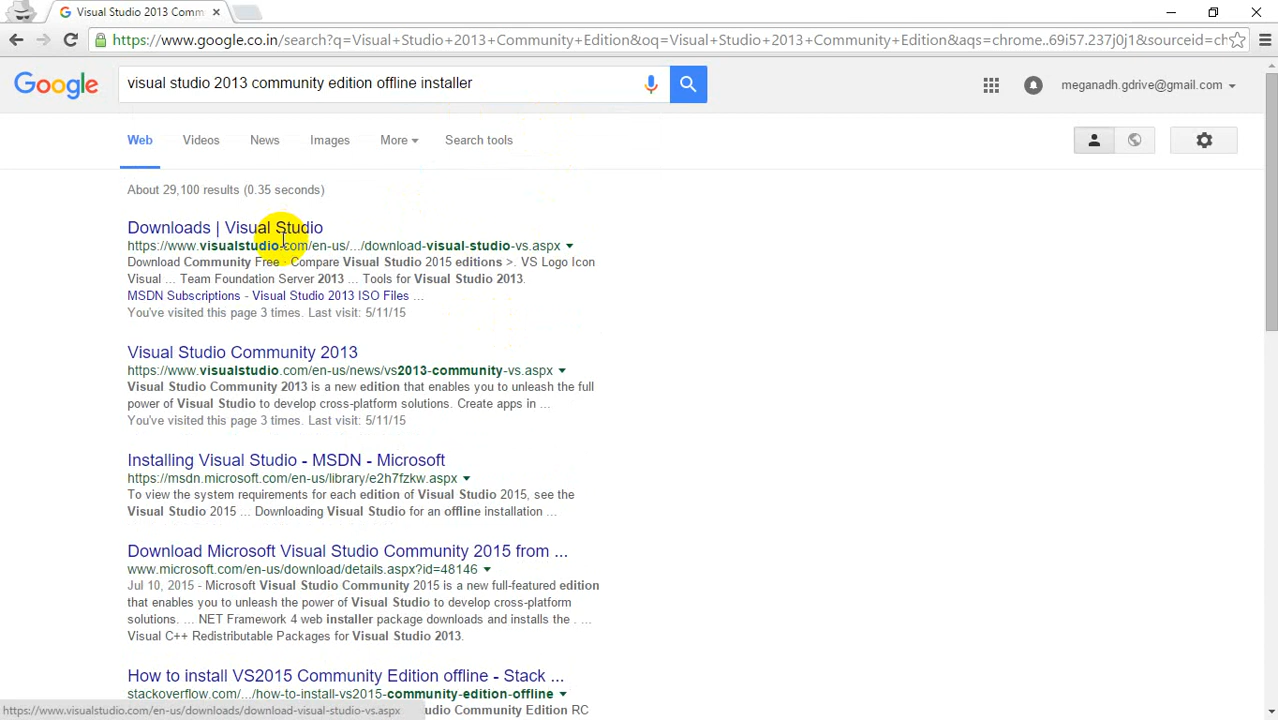 Visual Studio 2013 Comm
https://www.google.co.in/search?q=Visual+Studio+2013+Community+Edition&oq=Visual+Studio+2013+Community+Edition&aqs=chrome..69i57.237j0j1&sourceid=ch
Google
visual studio 2013 community edition offline installer
meganadh.gdrive@gmail.com
Web Videos News Images More Search tools
About 29,100 results (0.35 seconds)
Downloads | Visual Studio
https://www.visualstudio.com/en-us/.../download-visual-studio-vs.aspx
Download Community Free · Compare Visual Studio 2015 editions >. VS Logo Icon
Visual ... Team Foundation Server 2013 ... Tools for Visual Studio 2013.
MSDN Subscriptions - Visual Studio 2013 ISO Files ...
You've visited this page 3 times. Last visit: 5/11/15
Visual Studio Community 2013
https://www.visualstudio.com/en-us/news/vs2013-community-vs.aspx
Visual Studio Community 2013 is a new edition that enables you to unleash the full
power of Visual Studio to develop cross-platform solutions. Create apps in ...
You've visited this page 3 times. Last visit: 5/11/15
Installing Visual Studio - MSDN - Microsoft
https://msdn.microsoft.com/en-us/library/e2h7fzkw.aspx
To view the system requirements for each edition of Visual Studio 2015, see the
Visual Studio 2015 ... Downloading Visual Studio for an offline installation ...
Download Microsoft Visual Studio Community 2015 from ...
www.microsoft.com/en-us/download/details.aspx?id=48146
Jul 10, 2015 - Microsoft Visual Studio Community 2015 is a new full-featured edition
that enables you to unleash the power of Visual Studio to develop cross-platform
solutions. ... NET Framework 4 web installer package downloads and installs the . ...
Visual C++ Redistributable Packages for Visual Studio 2013.
How to install VS2015 Community Edition offline - Stack ...
stackoverflow.com/.../how-to-install-vs2015-community-edition-offline
https://www.visualstudio.com/en-us/downloads/download-visual-studio-vs.aspx
Studio Community Edition RC